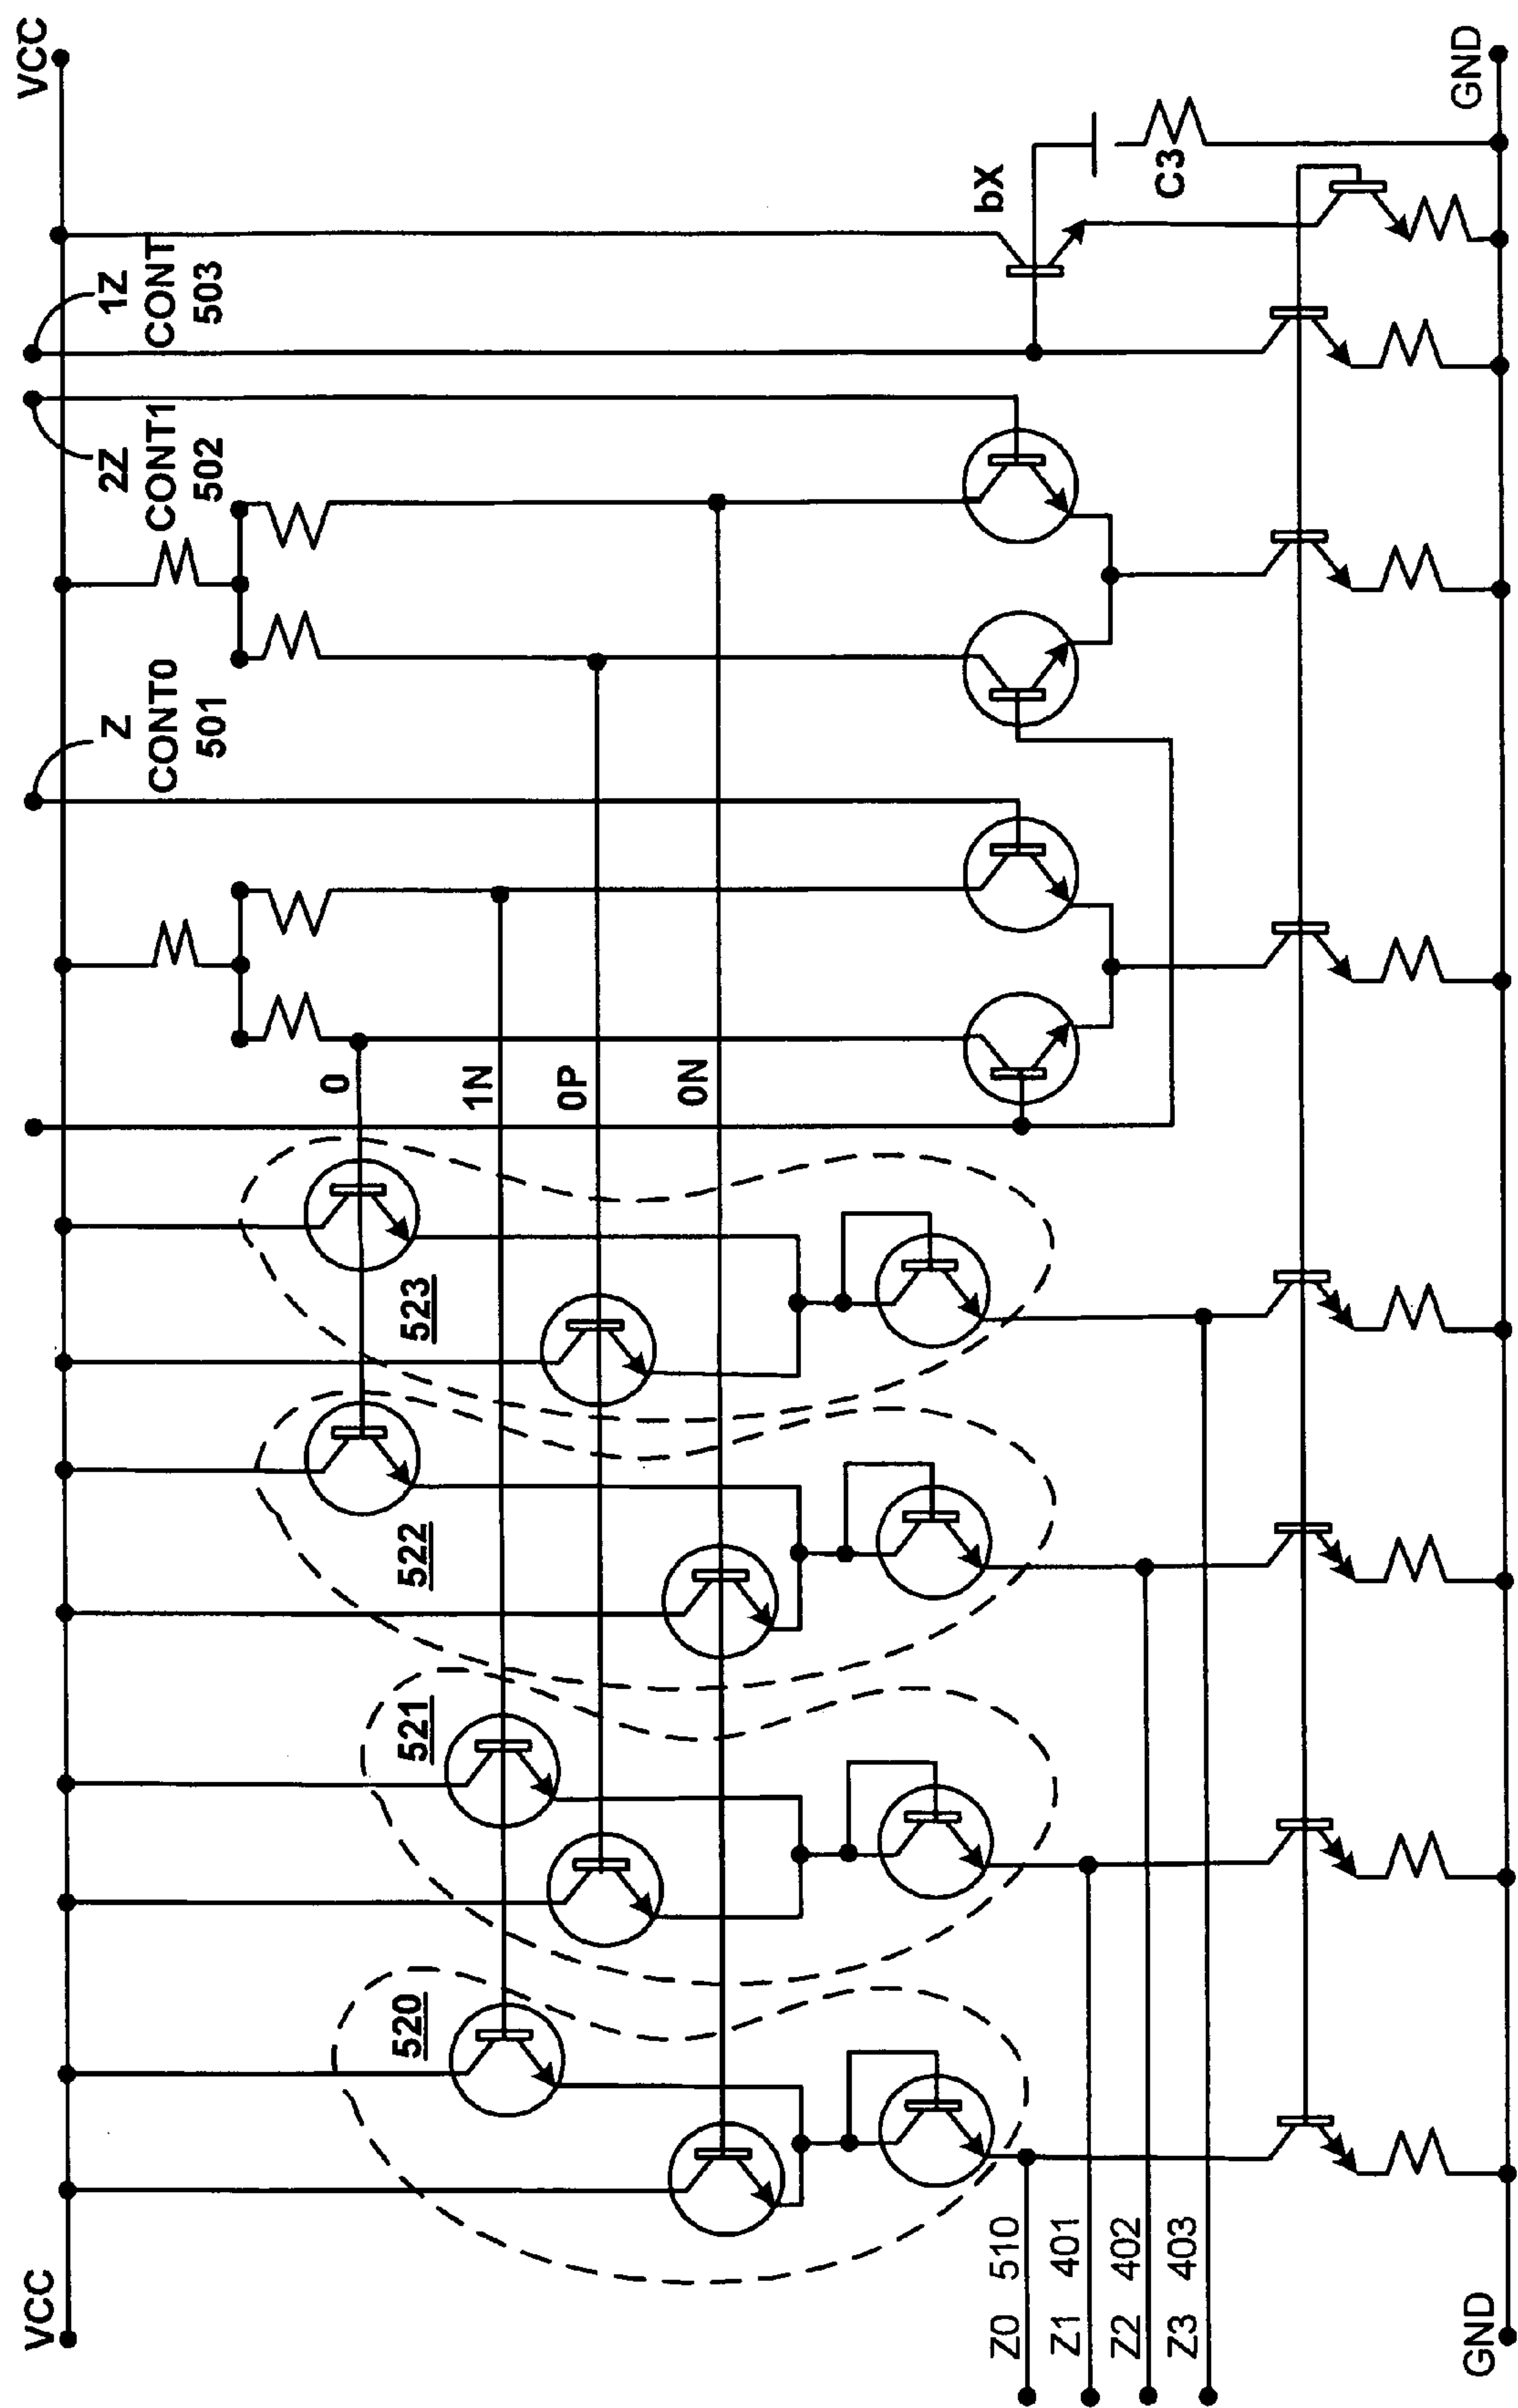 VCC
VCC
1Z
CONT
503
2Z
CONT1
502
Z
CONT0
501
bX
C3
GND
0
1N
0P
0N
523
522
521
520
Z0 510
Z1 401
Z2 402
Z3 403
GND